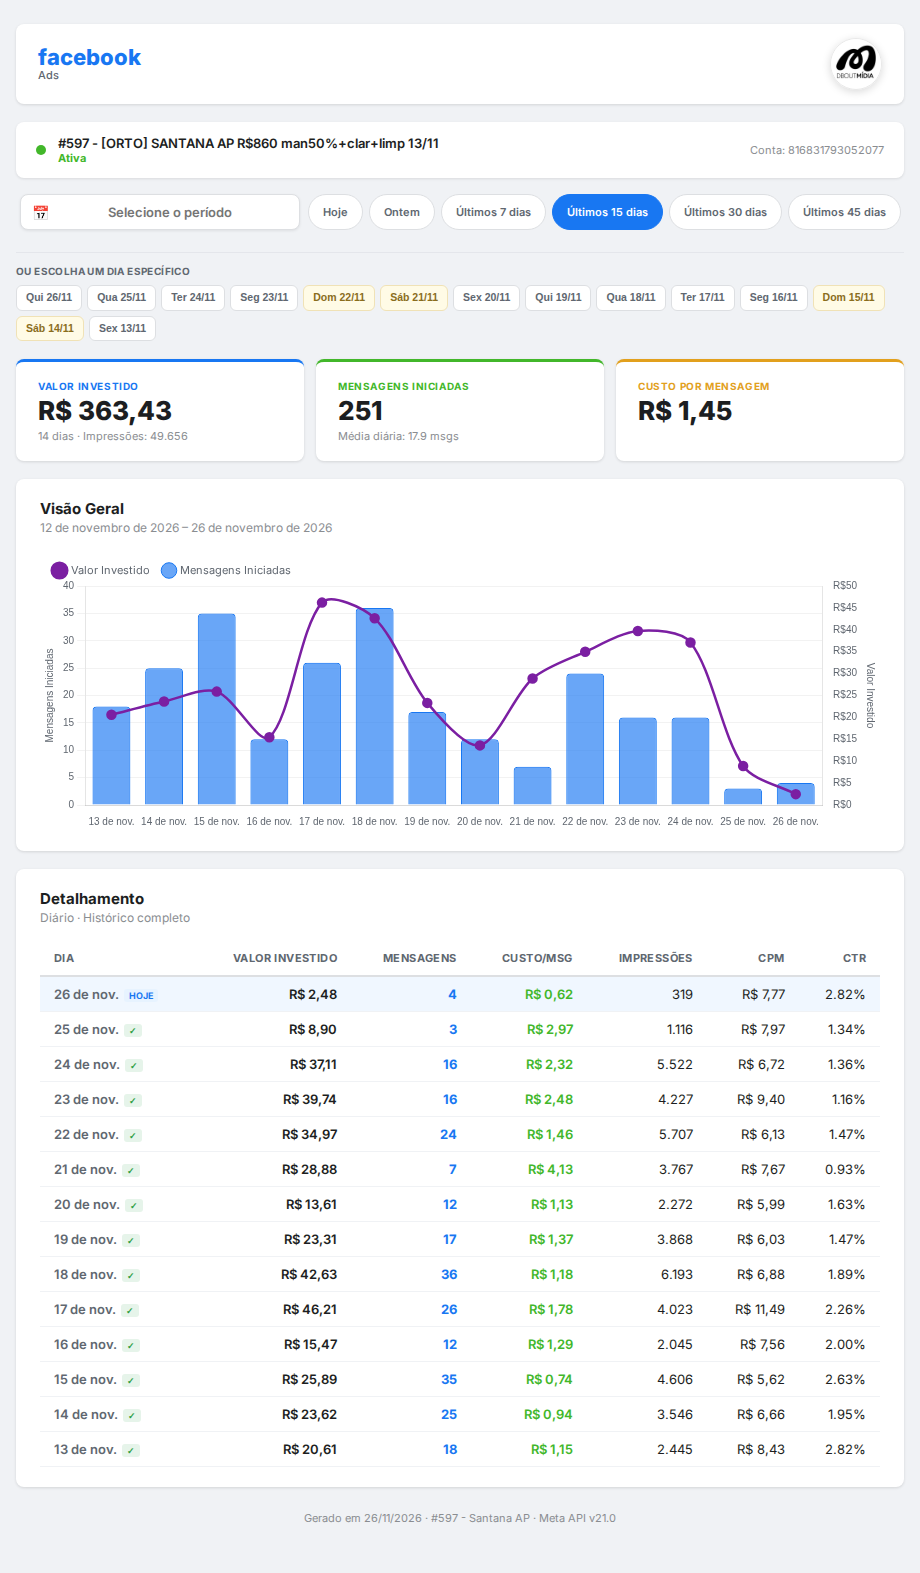 facebook
Ads
DBOUTMÍDIA
#597 - [ORTO] SANTANA AP R$860 man50%+clar+limp 13/11
Ativa
Conta: 816831793052077
Selecione o período
Hoje
Ontem
Últimos 7 dias
Últimos 15 dias
Últimos 30 dias
Últimos 45 dias
OU ESCOLHA UM DIA ESPECÍFICO
Qui 26/11 Qua 25/11 Ter 24/11 Seg 23/11 Dom 22/11 Sáb 21/11 Sex 20/11 Qui 19/11 Qua 18/11 Ter 17/11 Seg 16/11 Dom 15/11
Sáb 14/11 Sex 13/11
VALOR INVESTIDO
R$ 363,43
14 dias · Impressões: 49.656
MENSAGENS INICIADAS
251
Média diária: 17.9 msgs
CUSTO POR MENSAGEM
R$ 1,45
Visão Geral
12 de novembro de 2026 – 26 de novembro de 2026
Valor Investido Mensagens Iniciadas
Mensagens Iniciadas
40
35
30
25
20
15
10
5
0
R$50
R$45
R$40
R$35
R$30
R$25
R$20
R$15
R$10
R$5
R$0
Valor Investido
13 de nov. 14 de nov. 15 de nov. 16 de nov. 17 de nov. 18 de nov. 19 de nov. 20 de nov. 21 de nov. 22 de nov. 23 de nov. 24 de nov. 25 de nov. 26 de nov.
Detalhamento
Diário · Histórico completo
DIA VALOR INVESTIDO MENSAGENS CUSTO/MSG IMPRESSÕES CPM CTR
26 de nov. HOJE R$ 2,48 4 R$ 0,62 319 R$ 7,77 2.82%
25 de nov. ✓ R$ 8,90 3 R$ 2,97 1.116 R$ 7,97 1.34%
24 de nov. ✓ R$ 37,11 16 R$ 2,32 5.522 R$ 6,72 1.36%
23 de nov. ✓ R$ 39,74 16 R$ 2,48 4.227 R$ 9,40 1.16%
22 de nov. ✓ R$ 34,97 24 R$ 1,46 5.707 R$ 6,13 1.47%
21 de nov. ✓ R$ 28,88 7 R$ 4,13 3.767 R$ 7,67 0.93%
20 de nov. ✓ R$ 13,61 12 R$ 1,13 2.272 R$ 5,99 1.63%
19 de nov. ✓ R$ 23,31 17 R$ 1,37 3.868 R$ 6,03 1.47%
18 de nov. ✓ R$ 42,63 36 R$ 1,18 6.193 R$ 6,88 1.89%
17 de nov. ✓ R$ 46,21 26 R$ 1,78 4.023 R$ 11,49 2.26%
16 de nov. ✓ R$ 15,47 12 R$ 1,29 2.045 R$ 7,56 2.00%
15 de nov. ✓ R$ 25,89 35 R$ 0,74 4.606 R$ 5,62 2.63%
14 de nov. ✓ R$ 23,62 25 R$ 0,94 3.546 R$ 6,66 1.95%
13 de nov. ✓ R$ 20,61 18 R$ 1,15 2.445 R$ 8,43 2.82%
Gerado em 26/11/2026 · #597 - Santana AP · Meta API v21.0